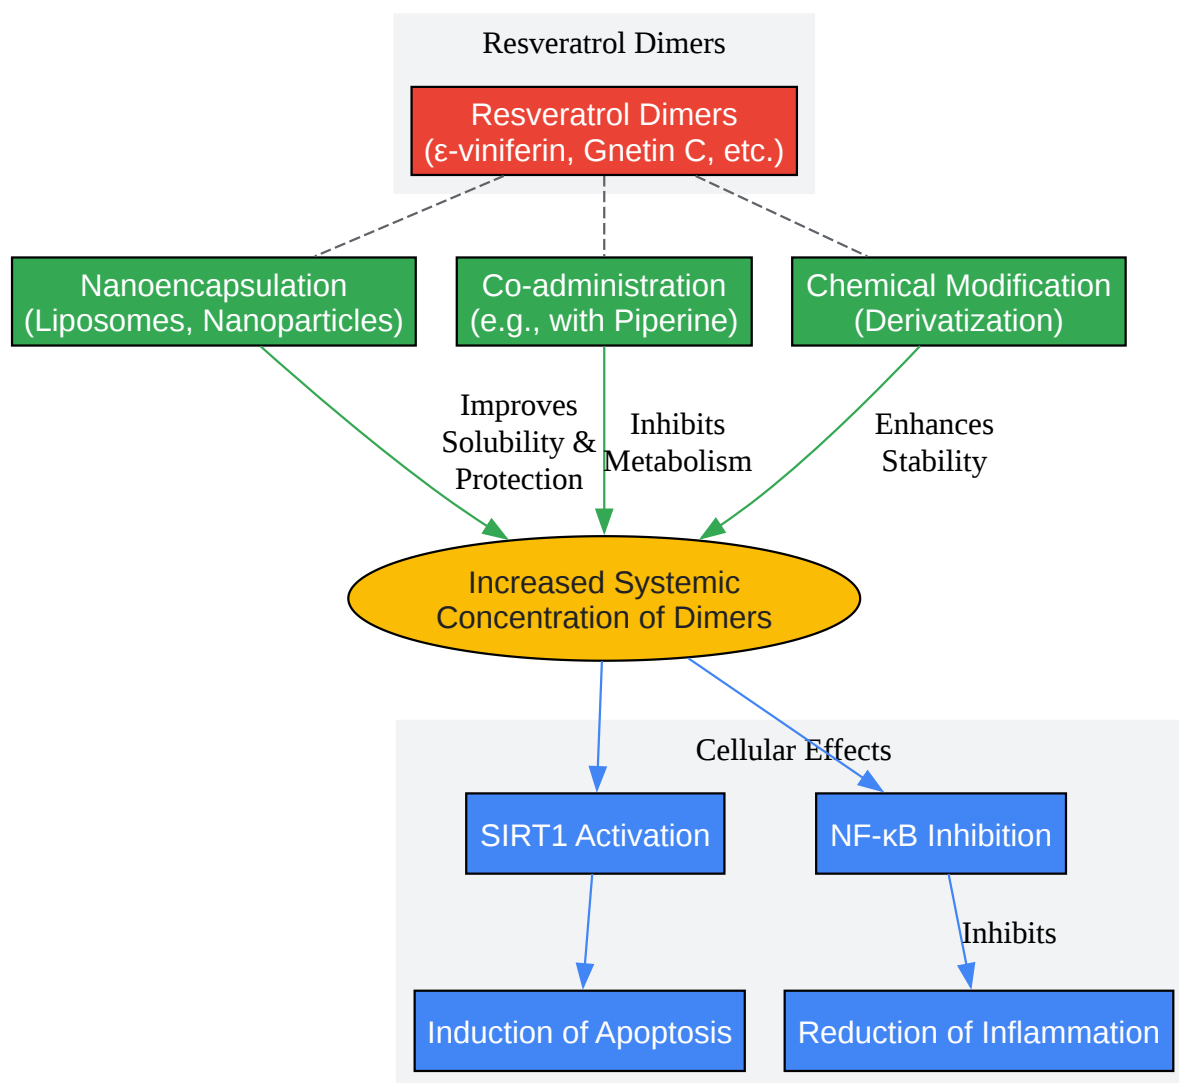 Resveratrol Dimers
Resveratrol Dimers
(ε-viniferin, Gnetin C, etc.)
Nanoencapsulation
(Liposomes, Nanoparticles)
Co-administration
(e.g., with Piperine)
Chemical Modification
(Derivatization)
Improves
Solubility &
Protection
Inhibits
Metabolism
Enhances
Stability
Increased Systemic
Concentration of Dimers
Cellular Effects
SIRT1 Activation
NF-κB Inhibition
Inhibits
Induction of Apoptosis
Reduction of Inflammation